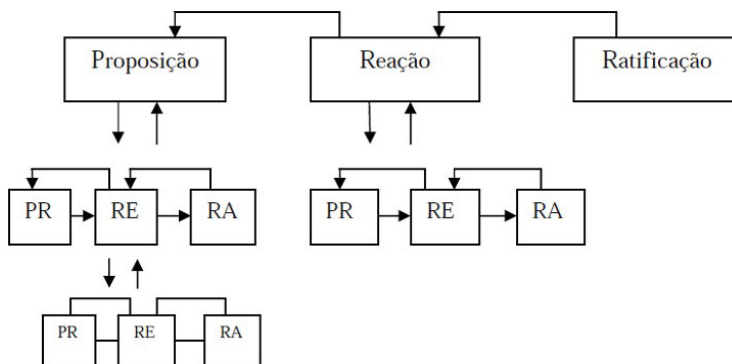 Proposição
Reação
Ratificação
PR
RE
RA
PR
RE
RA
PR
RE
RA